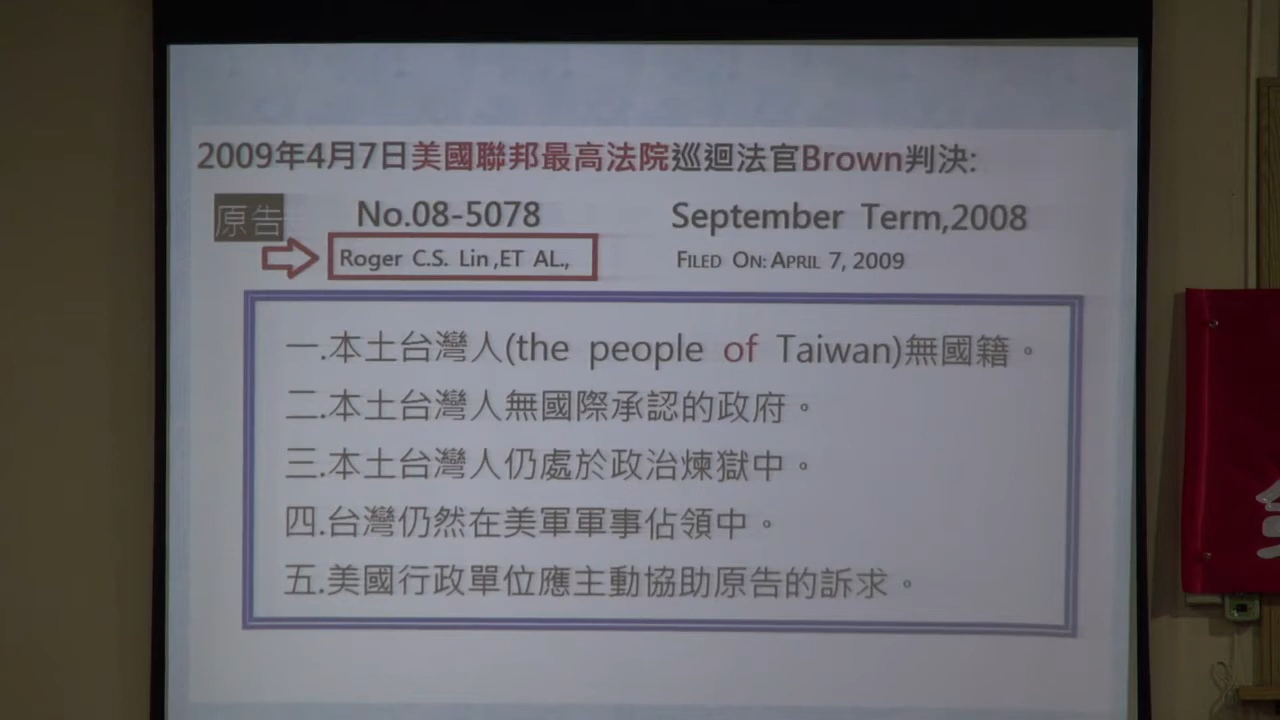 2009年4月7日美國聯邦最高法院巡迴法官Brown判決:
原告
No.08-5078 September Term,2008
Roger C.S. Lin,ET AL., FILED ON: APRIL 7, 2009
一.本土台灣人(the people of Taiwan)無國籍。
二.本土台灣人無國際承認的政府。
三.本土台灣人仍處於政治煉獄中。
四.台灣仍然在美軍軍事佔領中。
五.美國行政單位應主動協助原告的訴求。